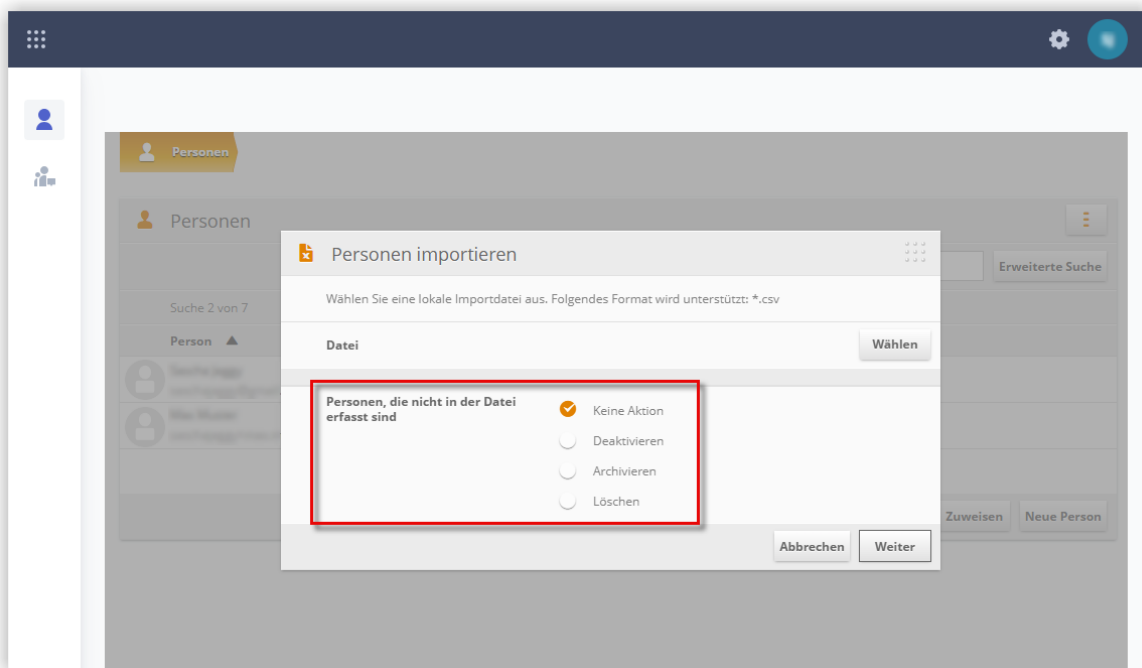 Personen
Personen
Erweiterte Suche
Suche 2 von 7
Person
Personen importieren
Wählen Sie eine lokale Importdatei aus. Folgendes Format wird unterstützt: *.csv
Datei
Wählen
Personen, die nicht in der Datei
erfasst sind
Keine Aktion
Deaktivieren
Archivieren
Löschen
Abbrechen
Weiter
Zuweisen
Neue Person